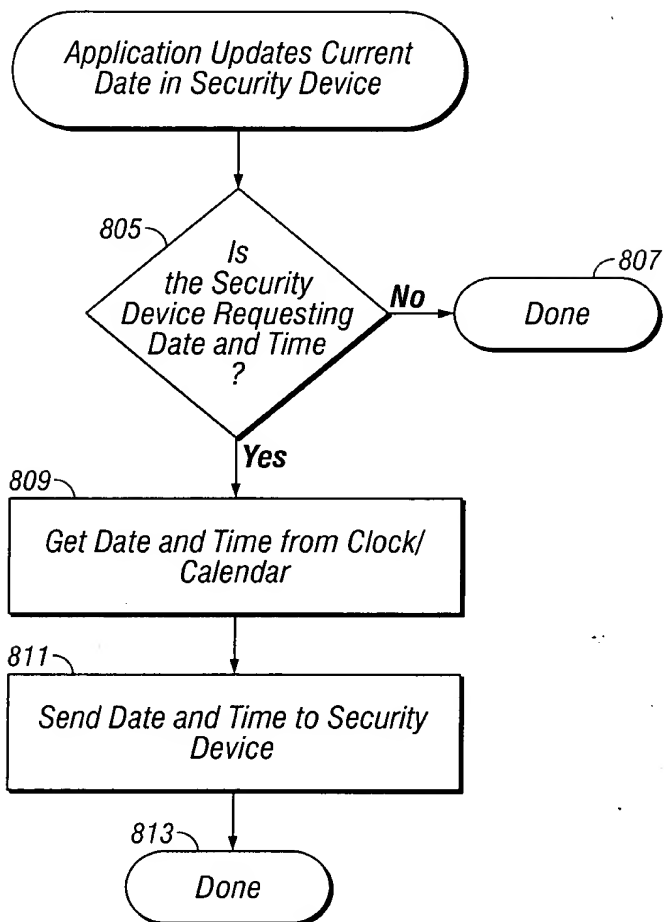 Application Updates Current
Date in Security Device
805
Is
the Security
Device Requesting
Date and Time
?
No
807
Done
Yes
809
Get Date and Time from Clock/
Calendar
811
Send Date and Time to Security
Device
813
Done